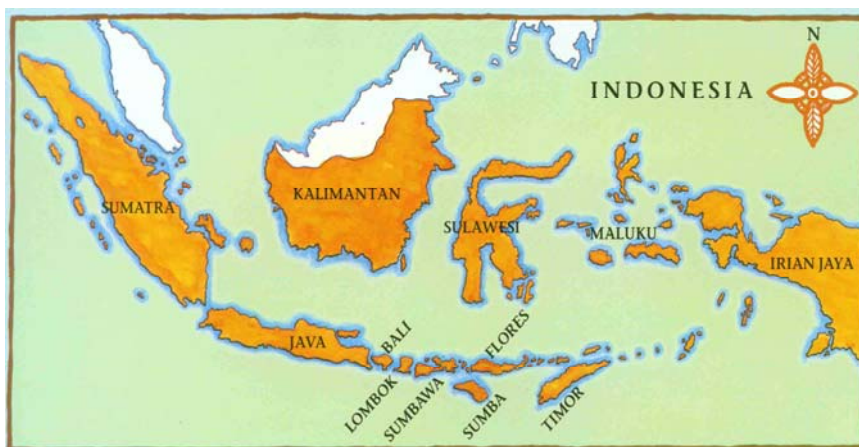 N
INDONESIA
KALIMANTAN
SUMATRA
SULAWESI
MALUKU
IRIAN JAYA
JAVA
BALI
FLORES
LOMBOK
SUMBAWA
SUMBA
TIMOR